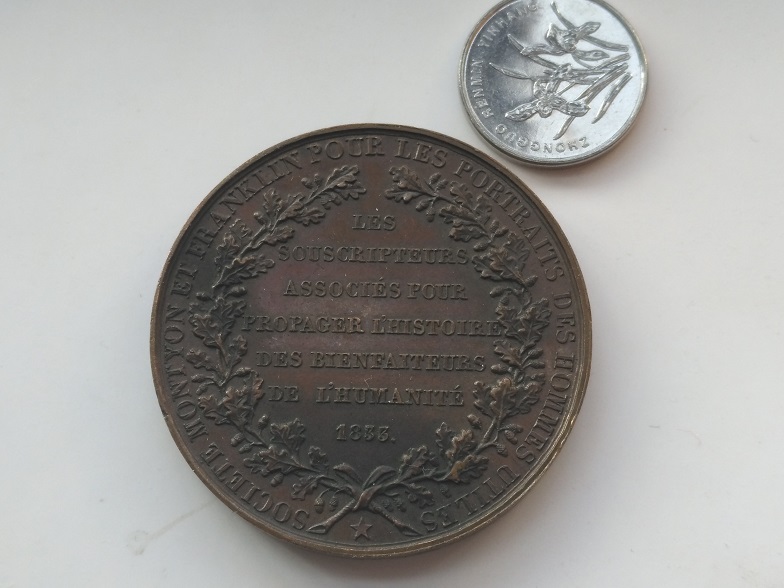 SOCIÉTÉ MONTYON ET FRANKLIN POUR LES PORTRAITS DES HOMMES UTILES
LES
SOUSCRIPTEURS
ASSOCIÉS POUR
PROPAGER L'HISTOIRE
DES BIENFAITEURS
DE L'HUMANITÉ
1833.
ZHONGGUO RENMIN YINHANG